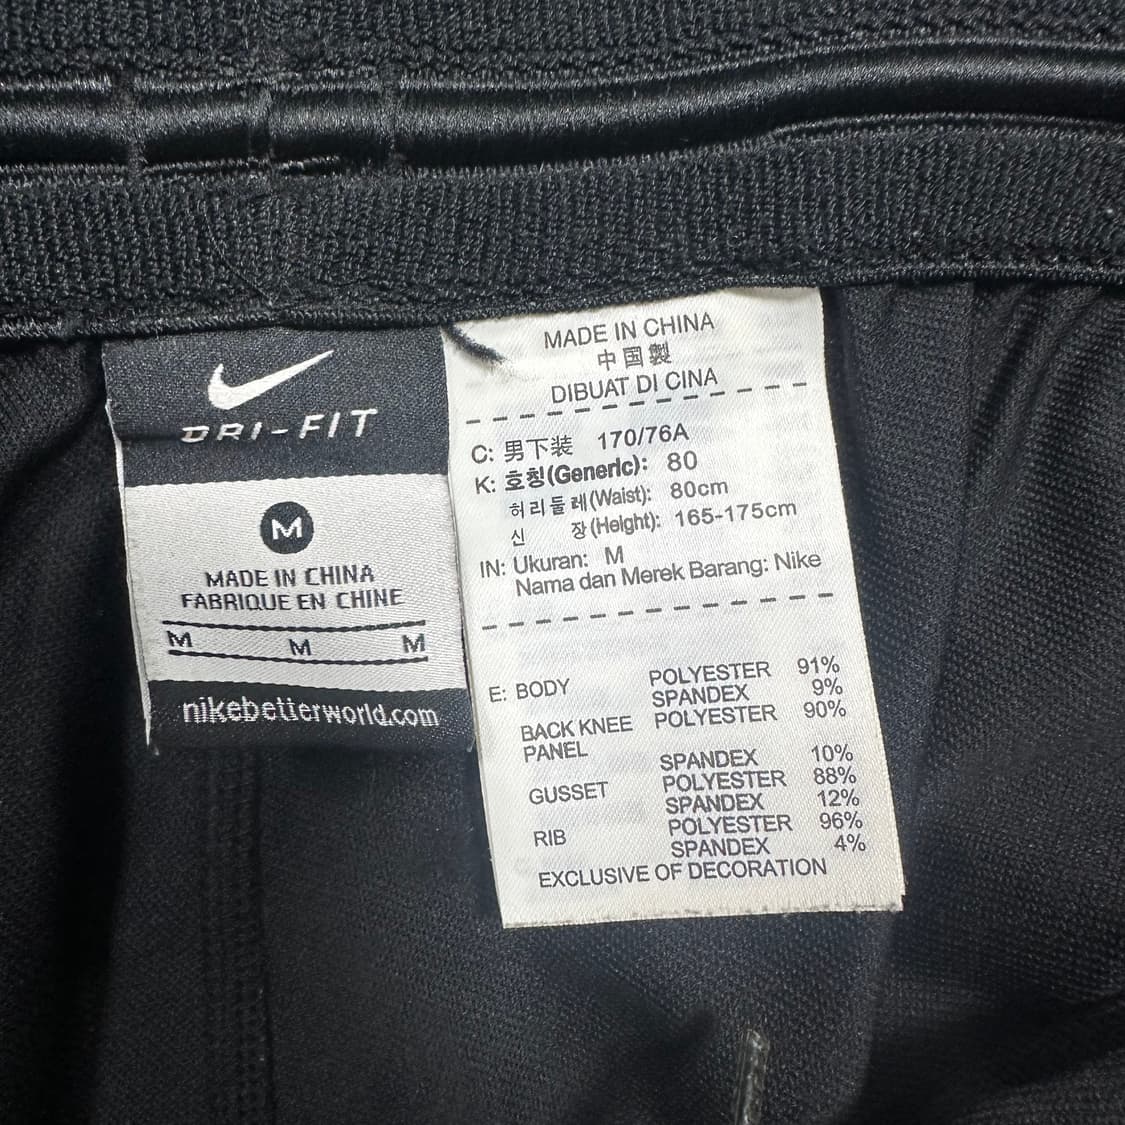 DRI-FIT
M
MADE IN CHINA
FABRIQUE EN CHINE
M M M
nikebetterworld.com
MADE IN CHINA
中国製
DIBUAT DI CINA
C: 男下装 170/76A
K: 호칭(Generic): 80
허리둘레(Waist): 80cm
신 장(Height): 165-175cm
IN: Ukuran: M
Nama dan Merek Barang: Nike
E: BODY POLYESTER 91%
SPANDEX 9%
BACK KNEE POLYESTER 90%
PANEL
SPANDEX 10%
GUSSET POLYESTER 88%
SPANDEX 12%
RIB POLYESTER 96%
SPANDEX 4%
EXCLUSIVE OF DECORATION